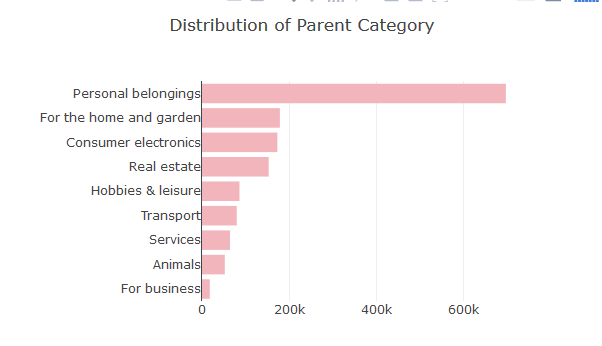 Distribution of Parent Category
Personal belongings
For the home and garden
Consumer electronics
Real estate
Hobbies & leisure
Transport
Services
Animals
For business
0 200k 400k 600k